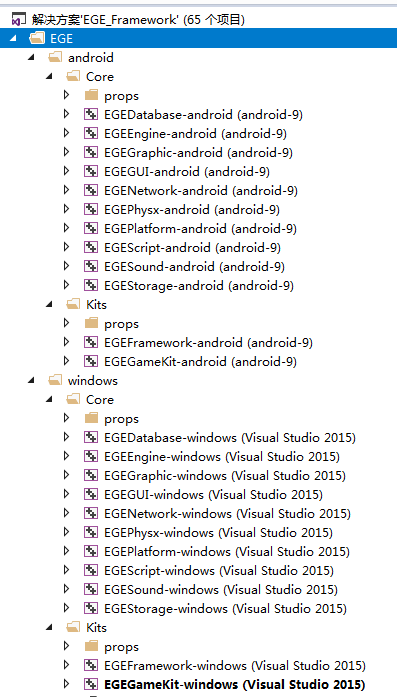 解决方案'EGE_Framework' (65 个项目)
EGE
android
Core
props
EGEDatabase-android (android-9)
EGEEngine-android (android-9)
EGEGraphic-android (android-9)
EGEGUI-android (android-9)
EGENetwork-android (android-9)
EGEPhysx-android (android-9)
EGEPlatform-android (android-9)
EGEScript-android (android-9)
EGESound-android (android-9)
EGEStorage-android (android-9)
Kits
props
EGEFramework-android (android-9)
EGEGameKit-android (android-9)
windows
Core
props
EGEDatabase-windows (Visual Studio 2015)
EGEEngine-windows (Visual Studio 2015)
EGEGraphic-windows (Visual Studio 2015)
EGEGUI-windows (Visual Studio 2015)
EGENetwork-windows (Visual Studio 2015)
EGEPhysx-windows (Visual Studio 2015)
EGEPlatform-windows (Visual Studio 2015)
EGEScript-windows (Visual Studio 2015)
EGESound-windows (Visual Studio 2015)
EGEStorage-windows (Visual Studio 2015)
Kits
props
EGEFramework-windows (Visual Studio 2015)
EGEGameKit-windows (Visual Studio 2015)